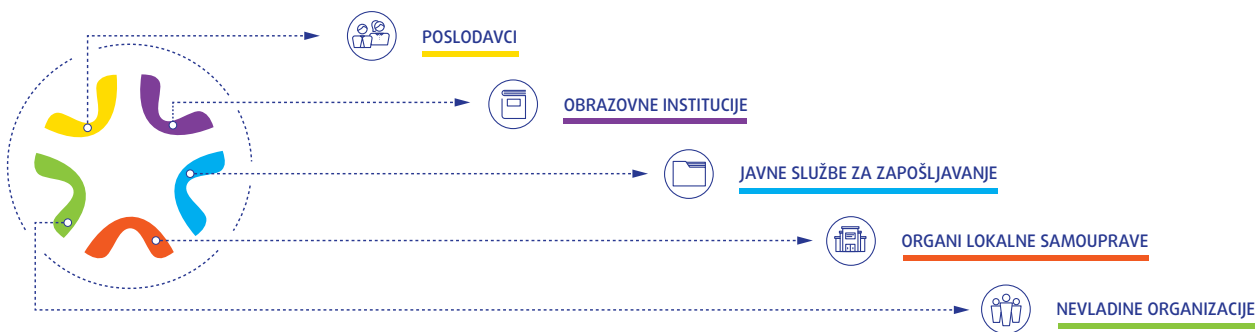 POSLODAVCI
OBRAZOVNE INSTITUCIJE
JAVNE SLUŽBE ZA ZAPOŠLJAVANJE
ORGANI LOKALNE SAMOUPRAVE
NEVLADINE ORGANIZACIJE